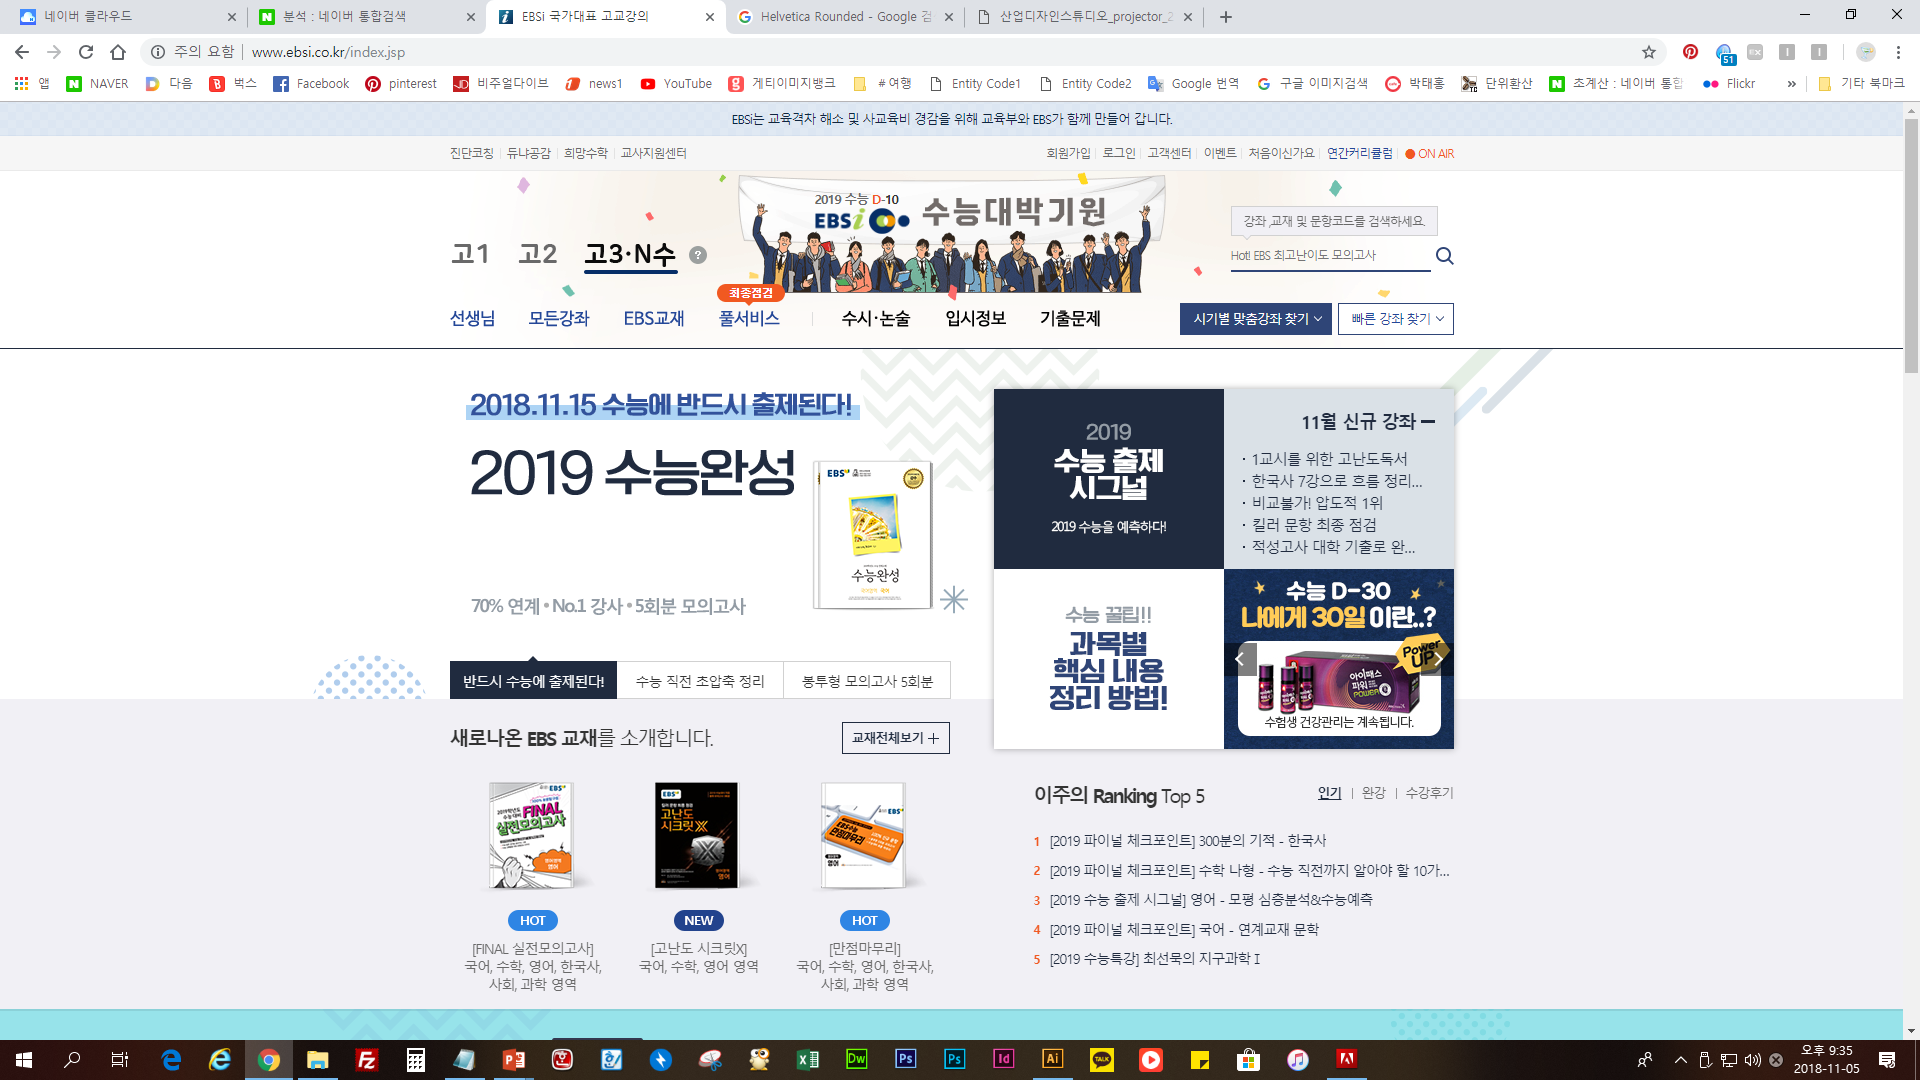 네이버 클라우드
분석 : 네이버 통합검색
EBSi 국가대표 고교강의
Helvetica Rounded - Google 검
산업디자인스튜디오_projector_2
주의 요함
www.ebsi.co.kr/index.jsp
51
앱
NAVER
다음
벅스
Facebook
pinterest
비주얼다이브
news1
YouTube
게티이미지뱅크
# 여행
Entity Code1
Entity Code2
Google 번역
구글 이미지검색
박태홍
단위환산
초계산 : 네이버 통합
Flickr
기타 북마크
EBSi는 교육격차 해소 및 사교육비 경감을 위해 교육부와 EBS가 함께 만들어 갑니다.
진단코칭 듀냐공감 희망수학 교사지원센터
회원가입 로그인 고객센터 이벤트 처음이신가요 연간커리큘럼 ON AIR
2019 수능 D-10
EBSi 수능대박기원
강좌 ,교재 및 문항코드를 검색하세요.
고1 고2 고3·N수 ?
Hot! EBS 최고난이도 모의고사
최종점검
선생님 모든강좌 EBS교재 풀서비스 수시·논술 입시정보 기출문제
시기별 맞춤강좌 찾기
빠른 강좌 찾기
2018.11.15 수능에 반드시 출제된다!
2019 수능완성
70% 연계 • No.1 강사 • 5회분 모의고사
EBS
수능완성
반드시 수능에 출제된다!
수능 직전 초압축 정리
봉투형 모의고사 5회분
2019
수능 출제
시그널
2019 수능을 예측하다!
11월 신규 강좌
· 1교시를 위한 고난도독서
· 한국사 7강으로 흐름 정리...
· 비교불가! 압도적 1위
· 킬러 문항 최종 점검
· 적성고사 대학 기출로 완...
수능 꿀팁!!
과목별
핵심 내용
정리 방법!
수능 D-30
나에게 30일 이란..?
Power UP
아이패스
파워
POWER
수험생 건강관리는 계속됩니다.
새로나온 EBS 교재를 소개합니다.
교재전체보기
2019학년도
수능 대비
FINAL
실전모의고사
영어
EBS
고난도
시크릿X
영어
EBS
만점마무리
영어
HOT
NEW
HOT
[FINAL 실전모의고사]
국어, 수학, 영어, 한국사,
사회, 과학 영역
[고난도 시크릿X]
국어, 수학, 영어 영역
[만점마무리]
국어, 수학, 영어, 한국사,
사회, 과학 영역
이주의 Ranking Top 5
인기 완강 수강후기
1 [2019 파이널 체크포인트] 300분의 기적 - 한국사
2 [2019 파이널 체크포인트] 수학 나형 - 수능 직전까지 알아야 할 10가...
3 [2019 수능 출제 시그널] 영어 - 모평 심층분석&수능예측
4 [2019 파이널 체크포인트] 국어 - 연계교재 문학
5 [2019 수능특강] 최선묵의 지구과학 I
Dw
Ps
Ps
Id
Ai
TALK
오후 9:35
2018-11-05